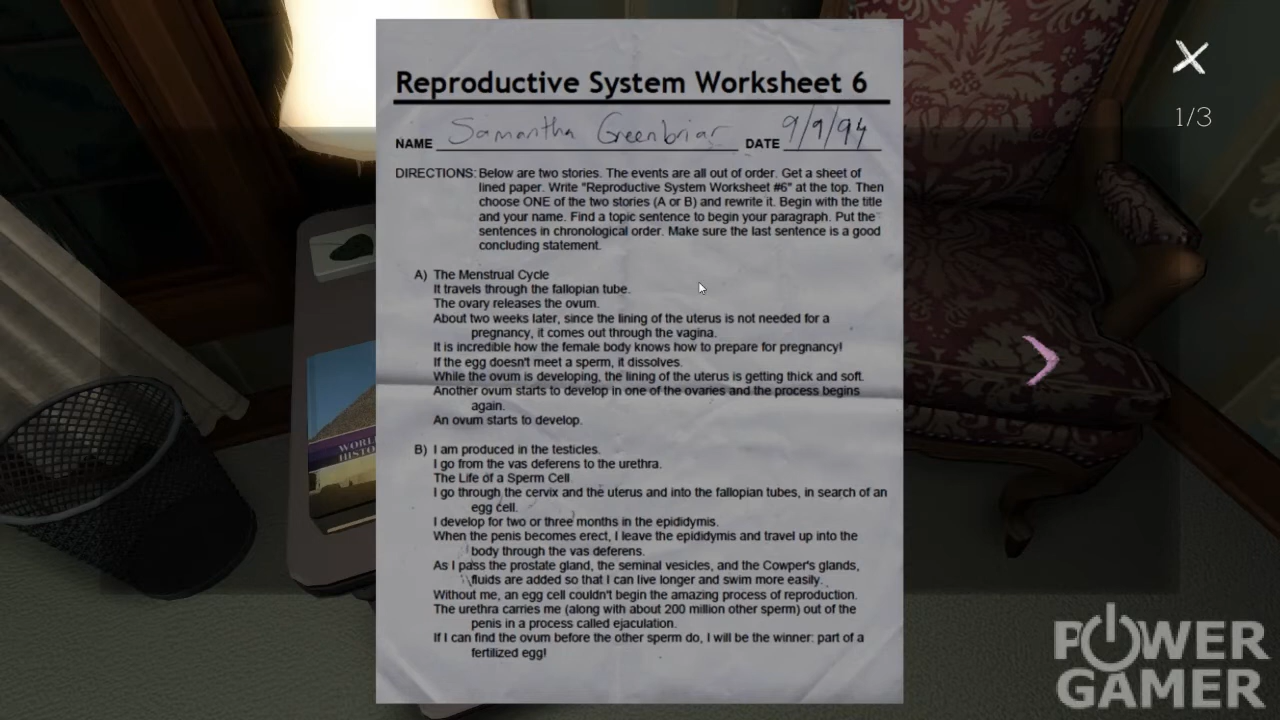 Reproductive System Worksheet 6
NAME Samantha Greenbriar DATE 9/9/94
DIRECTIONS: Below are two stories. The events are all out of order. Get a sheet of
lined paper. Write "Reproductive System Worksheet #6" at the top. Then
choose ONE of the two stories (A or B) and rewrite it. Begin with the title
and your name. Find a topic sentence to begin your paragraph. Put the
sentences in chronological order. Make sure the last sentence is a good
concluding statement.
A) The Menstrual Cycle
It travels through the fallopian tube.
The ovary releases the ovum.
About two weeks later, since the lining of the uterus is not needed for a
pregnancy, it comes out through the vagina.
It is incredible how the female body knows how to prepare for pregnancy!
If the egg doesn't meet a sperm, it dissolves.
While the ovum is developing, the lining of the uterus is getting thick and soft.
Another ovum starts to develop in one of the ovaries and the process begins
again.
An ovum starts to develop.
B) I am produced in the testicles.
I go from the vas deferens to the urethra.
The Life of a Sperm Cell
I go through the cervix and the uterus and into the fallopian tubes, in search of an
egg cell.
I develop for two or three months in the epididymis.
When the penis becomes erect, I leave the epididymis and travel up into the
body through the vas deferens.
As I pass the prostate gland, the seminal vesicles, and the Cowper's glands,
fluids are added so that I can live longer and swim more easily.
Without me, an egg cell couldn't begin the amazing process of reproduction.
The urethra carries me (along with about 200 million other sperm) out of the
penis in a process called ejaculation.
If I can find the ovum before the other sperm do, I will be the winner: part of a
fertilized egg!
1/3
WORL
HISTO
POWER
GAMER